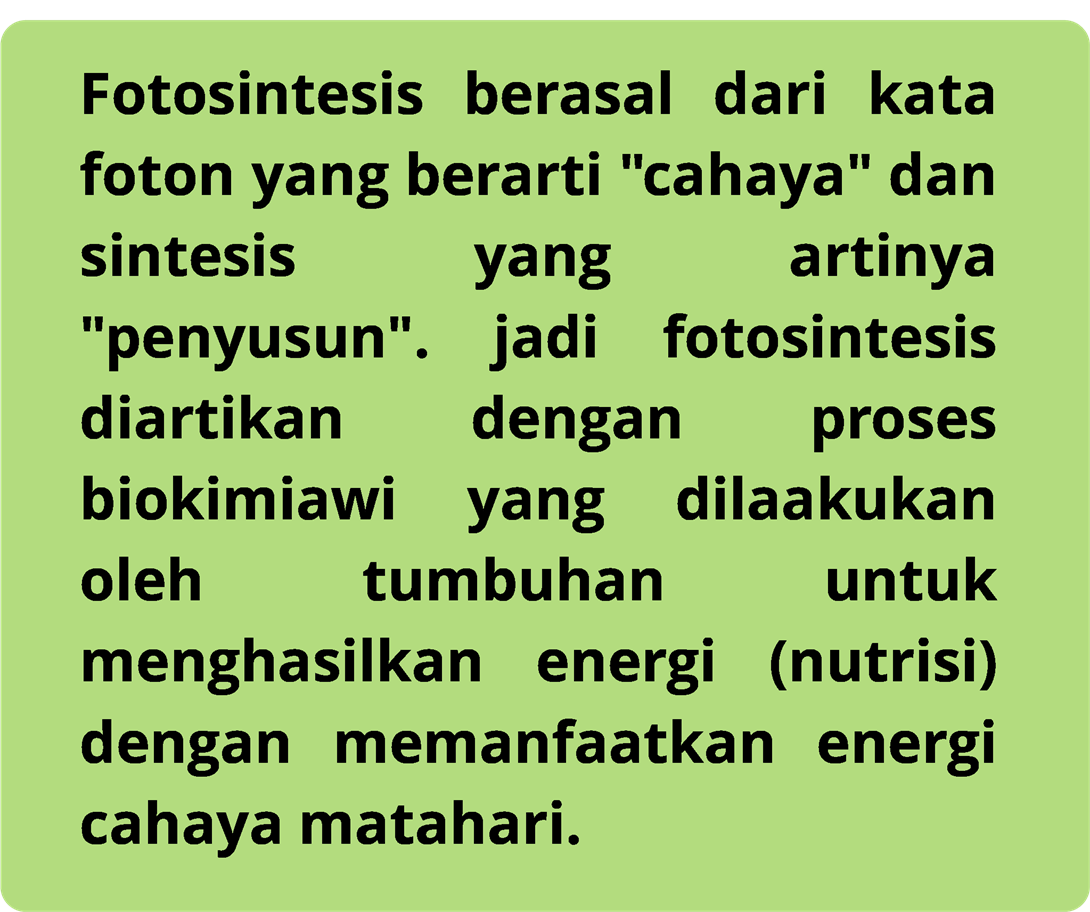 Fotosintesis berasal dari kata
foton yang berarti "cahaya" dan
sintesis yang artinya
"penyusun". jadi fotosintesis
diartikan dengan proses
biokimiawi yang dilaakukan
oleh tumbuhan untuk
menghasilkan energi (nutrisi)
dengan memanfaatkan energi
cahaya matahari.